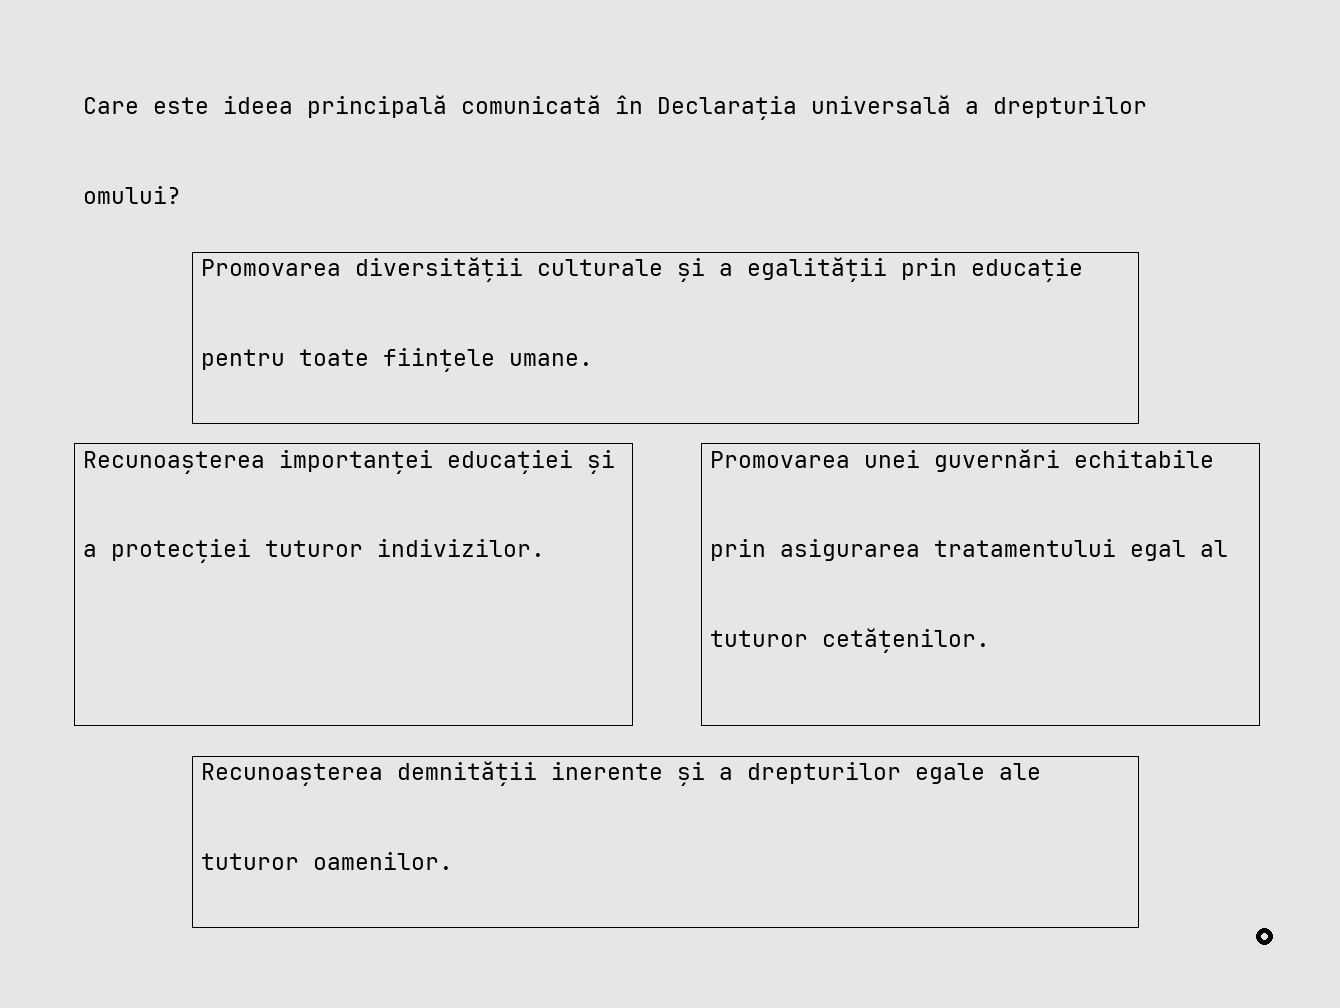 Care este ideea principală comunicată în Declarația universală a drepturilor
omului?
Promovarea diversității culturale și a egalității prin educație
pentru toate ființele umane.
Recunoașterea importanței educației și
a protecției tuturor indivizilor.
Promovarea unei guvernări echitabile
prin asigurarea tratamentului egal al
tuturor cetățenilor.
Recunoașterea demnității inerente și a drepturilor egale ale
tuturor oamenilor.